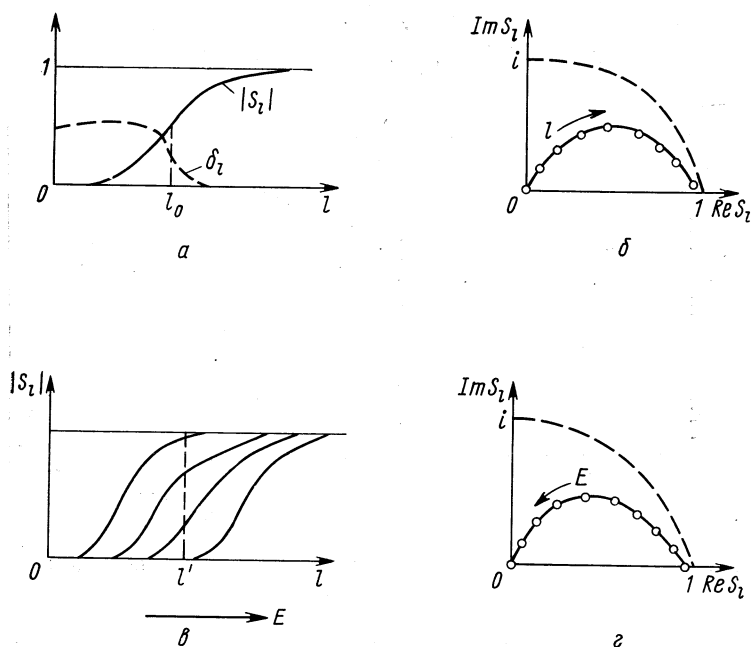 1
|S_l|
δ_l
0
l_0
l
а
Im S_l
i
l
0
1 Re S_l
б
|S_l|
0
l'
l
E
в
Im S_l
i
E
0
1 Re S_l
г